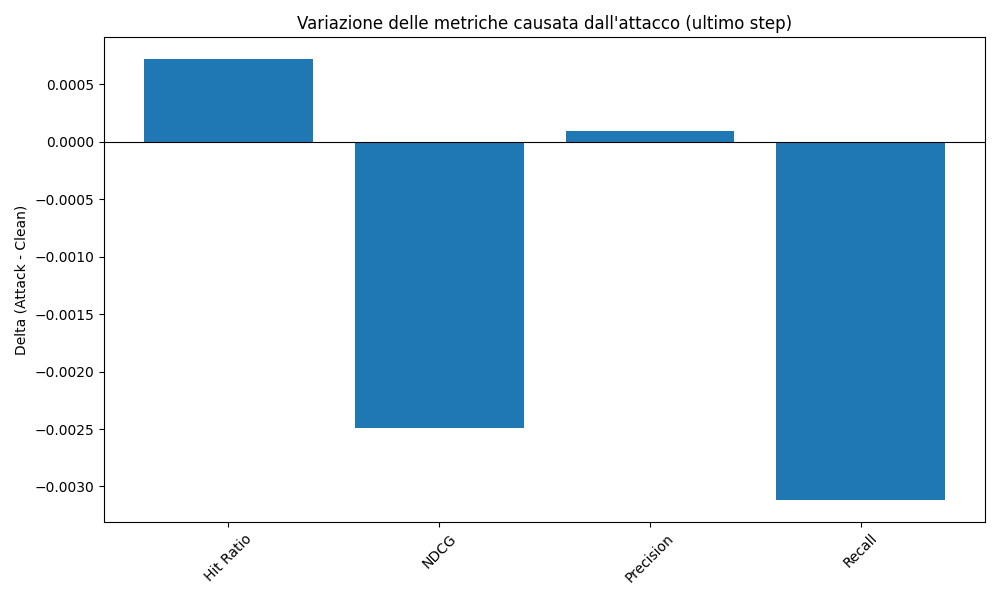 Variazione delle metriche causata dall'attacco (ultimo step)
Delta (Attack - Clean)
0.0005
0.0000
−0.0005
−0.0010
−0.0015
−0.0020
−0.0025
−0.0030
Hit Ratio
NDCG
Precision
Recall